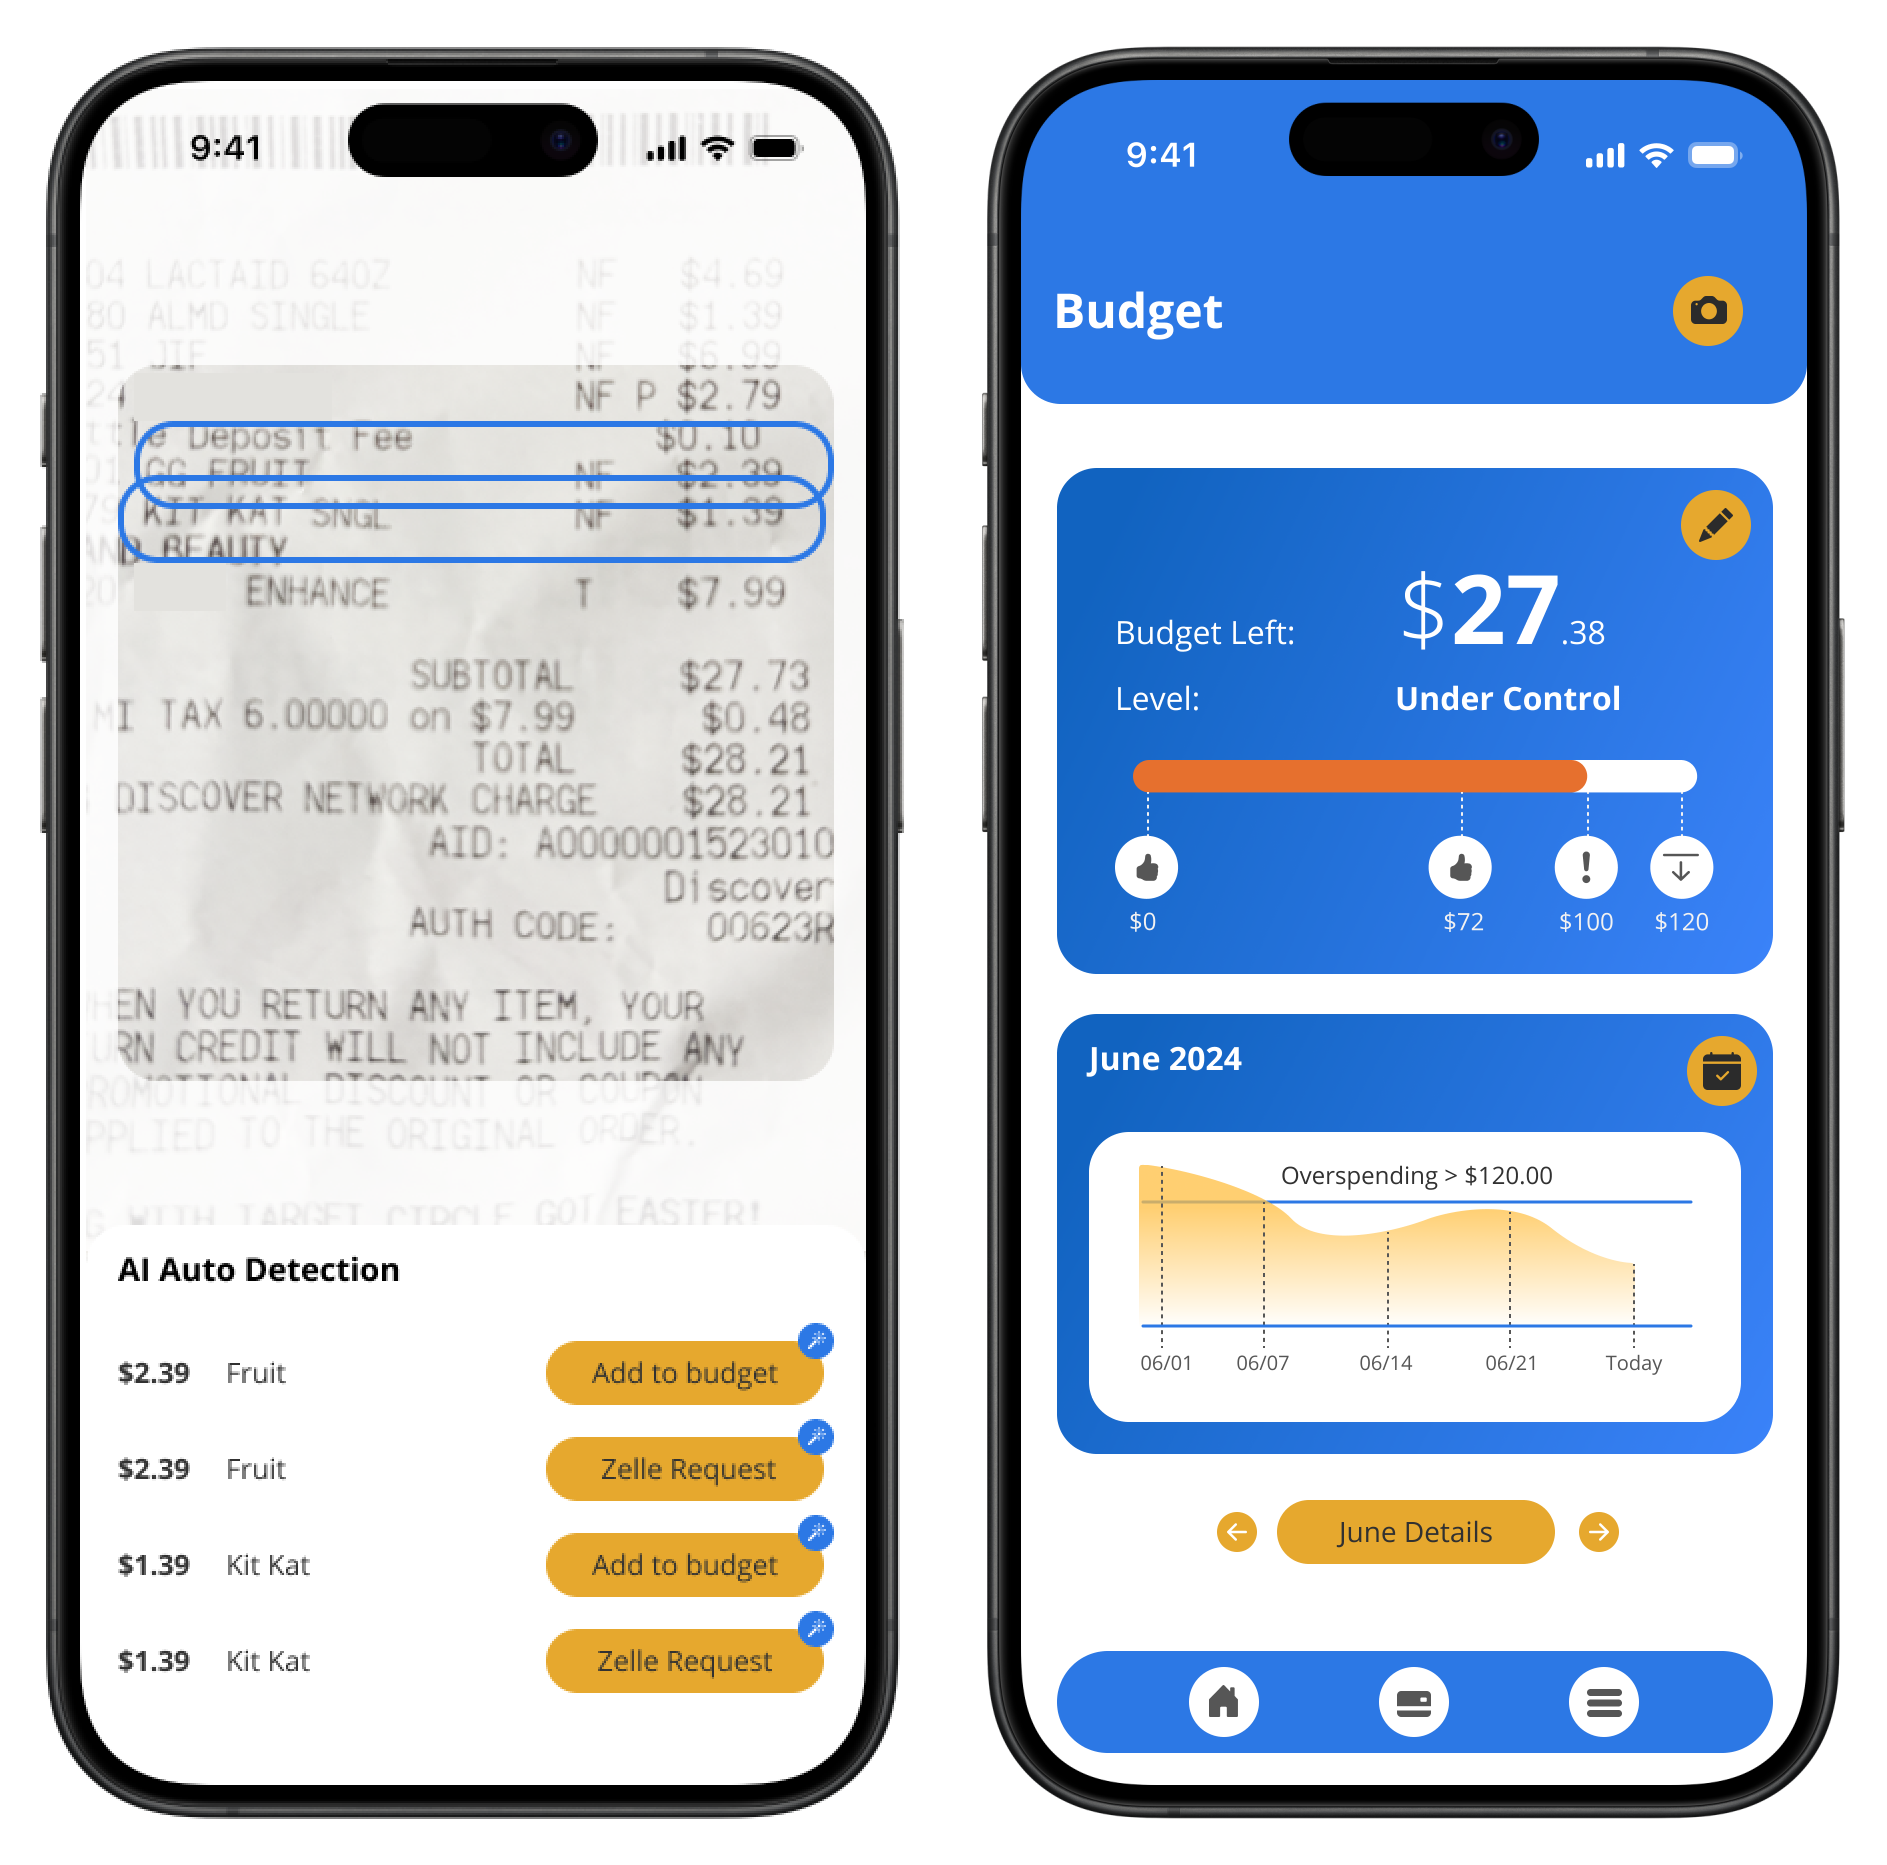 9:41
04 LACTAID 64OZ NF $4.69
80 ALMD SINGLE NF $1.39
51 JIF NF $6.99
24 NF P $2.79
ttle Deposit Fee $0.10
01 GG FRUIT NF $2.39
79 KIT KAT SNGL NF $1.39
AND BEAUTY
20 ENHANCE T $7.99
SUBTOTAL $27.73
MI TAX 6.00000 on $7.99 $0.48
TOTAL $28.21
DISCOVER NETWORK CHARGE $28.21
AID: A0000001523010
Discover
AUTH CODE: 00623R
HEN YOU RETURN ANY ITEM, YOUR
URN CREDIT WILL NOT INCLUDE ANY
ROMOTIONAL DISCOUNT OR COUPON
PPLIED TO THE ORIGINAL ORDER.
G WITH TARGET CIRCLE GOT EASIER!
AI Auto Detection
$2.39 Fruit Add to budget
$2.39 Fruit Zelle Request
$1.39 Kit Kat Add to budget
$1.39 Kit Kat Zelle Request
9:41
Budget
Budget Left: $27.38
Level: Under Control
$0 $72 $100 $120
June 2024
Overspending > $120.00
06/01 06/07 06/14 06/21 Today
June Details